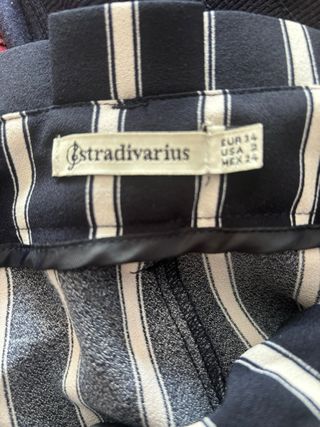 stradivarius
EUR 34
USA 2
MEX 24